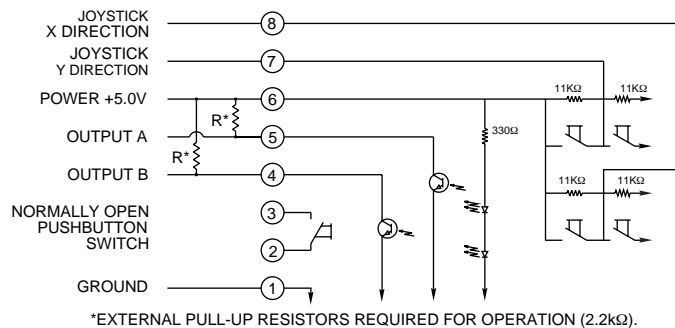 JOYSTICK
X DIRECTION
8
JOYSTICK
Y DIRECTION
7
POWER +5.0V
6
11KΩ 11KΩ
R*
330Ω
OUTPUT A
5
R*
OUTPUT B
4
11KΩ 11KΩ
NORMALLY OPEN
PUSHBUTTON
SWITCH
3
2
GROUND
1
*EXTERNAL PULL-UP RESISTORS REQUIRED FOR OPERATION (2.2kΩ).